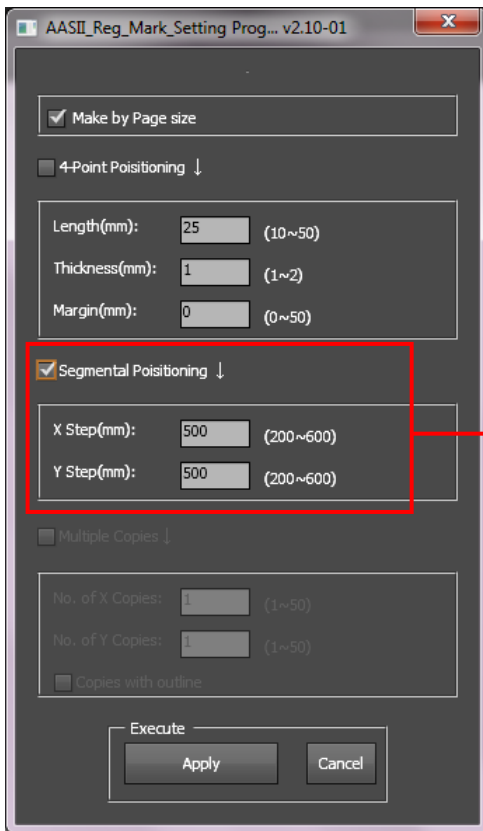 AASII_Reg_Mark_Setting Prog... v2.10-01
Make by Page size
4-Point Poisitioning ↓
Length(mm): 25 (10~50)
Thickness(mm): 1 (1~2)
Margin(mm): 0 (0~50)
Segmental Poisitioning ↓
X Step(mm): 500 (200~600)
Y Step(mm): 500 (200~600)
Multiple Copies ↓
No. of X Copies: 1 (1~50)
No. of Y Copies: 1 (1~50)
Copies with outline
Execute
Apply Cancel